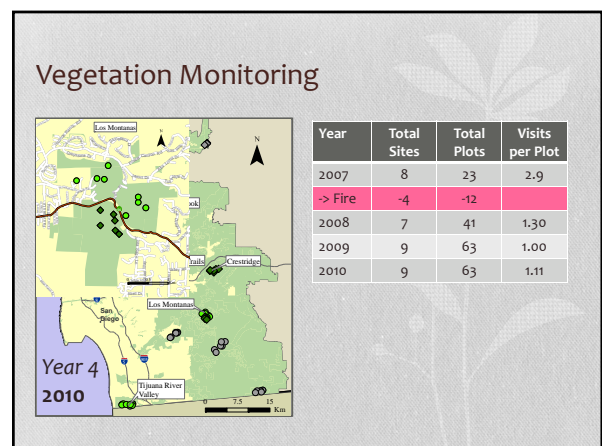 Vegetation Monitoring
Los Montanas
N
N
ook
rails
Crestridge
Los Montanas
San
Diego
Tijuana River
Valley
Year 4
2010
0 7.5 15
Km
Year Total Sites Total Plots Visits per Plot
2007 8 23 2.9
-> Fire -4 -12
2008 7 41 1.30
2009 9 63 1.00
2010 9 63 1.11